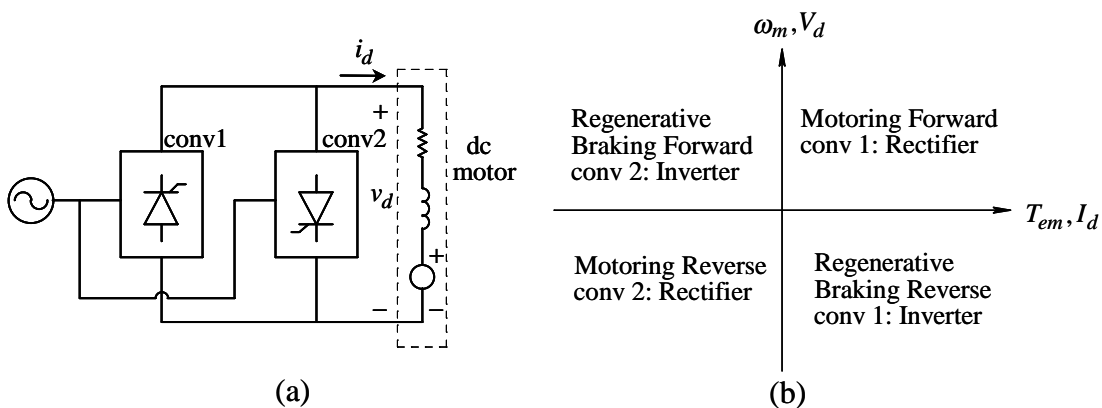 i_d
+
conv1
conv2
dc
motor
v_d
+
−
−
(a)
ω_m, V_d
Regenerative
Braking Forward
conv 2: Inverter
Motoring Forward
conv 1: Rectifier
T_em, I_d
Motoring Reverse
conv 2: Rectifier
Regenerative
Braking Reverse
conv 1: Inverter
(b)